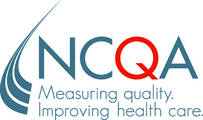 NCQA
Measuring quality.
Improving health care.